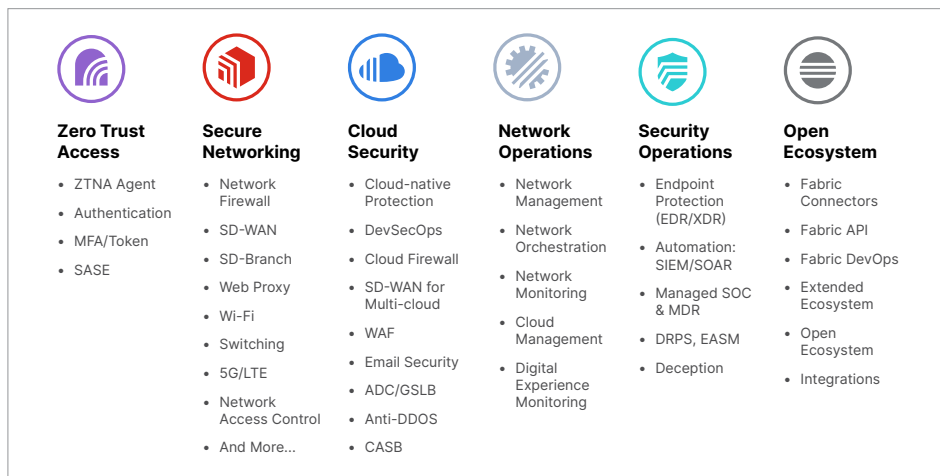 Zero Trust
Access
• ZTNA Agent
• Authentication
• MFA/Token
• SASE
Secure
Networking
• Network
Firewall
• SD-WAN
• SD-Branch
• Web Proxy
• Wi-Fi
• Switching
• 5G/LTE
• Network
Access Control
• And More...
Cloud
Security
• Cloud-native
Protection
• DevSecOps
• Cloud Firewall
• SD-WAN for
Multi-cloud
• WAF
• Email Security
• ADC/GSLB
• Anti-DDOS
• CASB
Network
Operations
• Network
Management
• Network
Orchestration
• Network
Monitoring
• Cloud
Management
• Digital
Experience
Monitoring
Security
Operations
• Endpoint
Protection
(EDR/XDR)
• Automation:
SIEM/SOAR
• Managed SOC
& MDR
• DRPS, EASM
• Deception
Open
Ecosystem
• Fabric
Connectors
• Fabric API
• Fabric DevOps
• Extended
Ecosystem
• Open
Ecosystem
• Integrations